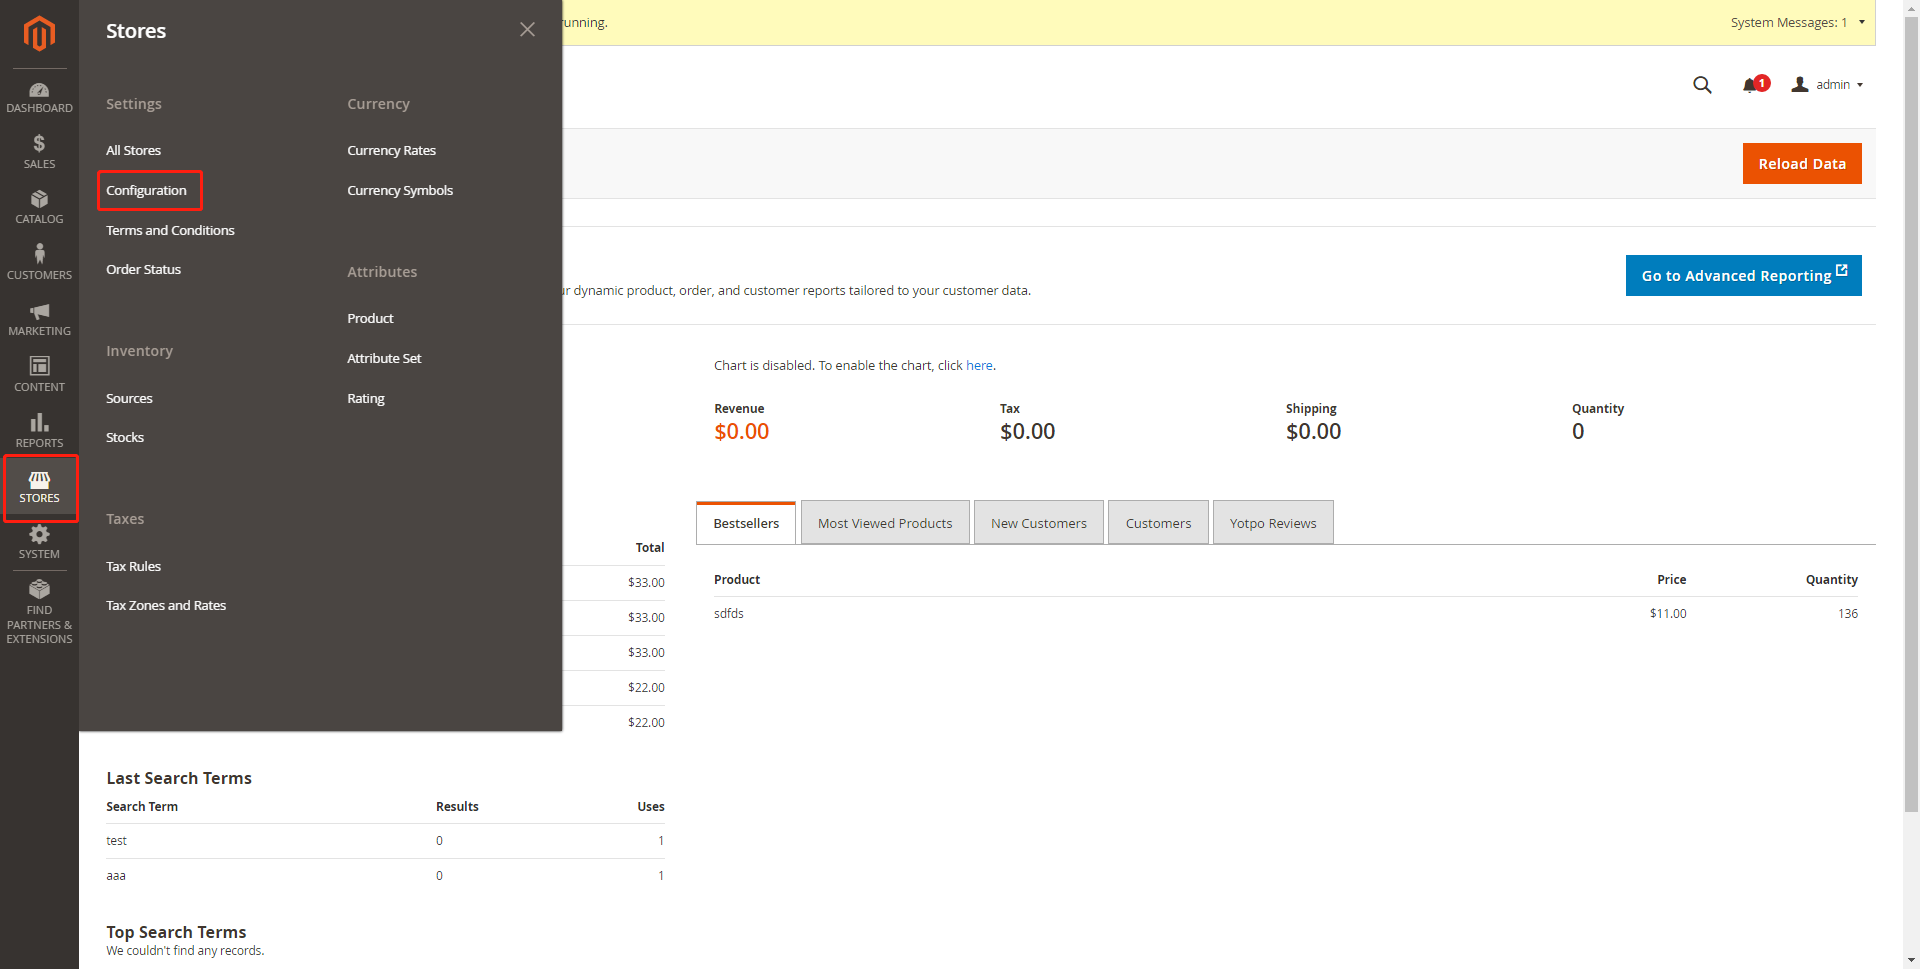 DASHBOARD
SALES
CATALOG
CUSTOMERS
MARKETING
CONTENT
REPORTS
STORES
SYSTEM
FIND
PARTNERS &
EXTENSIONS
Stores
Settings
All Stores
Configuration
Terms and Conditions
Order Status
Inventory
Sources
Stocks
Taxes
Tax Rules
Tax Zones and Rates
Currency
Currency Rates
Currency Symbols
Attributes
Product
Attribute Set
Rating
running.
System Messages: 1
1
admin
Reload Data
dynamic product, order, and customer reports tailored to your customer data.
Go to Advanced Reporting
Chart is disabled. To enable the chart, click here.
Revenue Tax Shipping Quantity
$0.00 $0.00 $0.00 0
Bestsellers Most Viewed Products New Customers Customers Yotpo Reviews
Product Price Quantity
sdfds $11.00 136
Total
$33.00
$33.00
$33.00
$22.00
$22.00
Last Search Terms
Search Term Results Uses
test 0 1
aaa 0 1
Top Search Terms
We couldn't find any records.